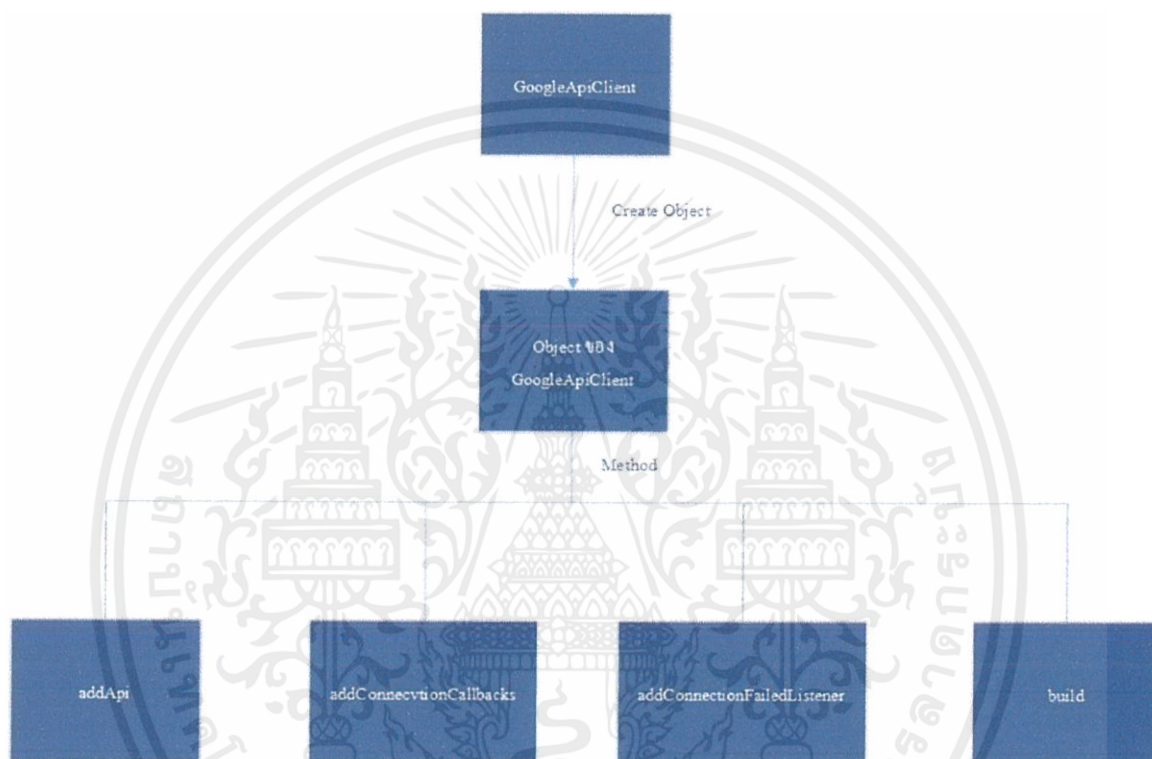 GoogleApiClient
Create Object
Object ของ
GoogleApiClient
Method
addApi
addConnecvtionCallbacks
addConnectionFailedListener
build